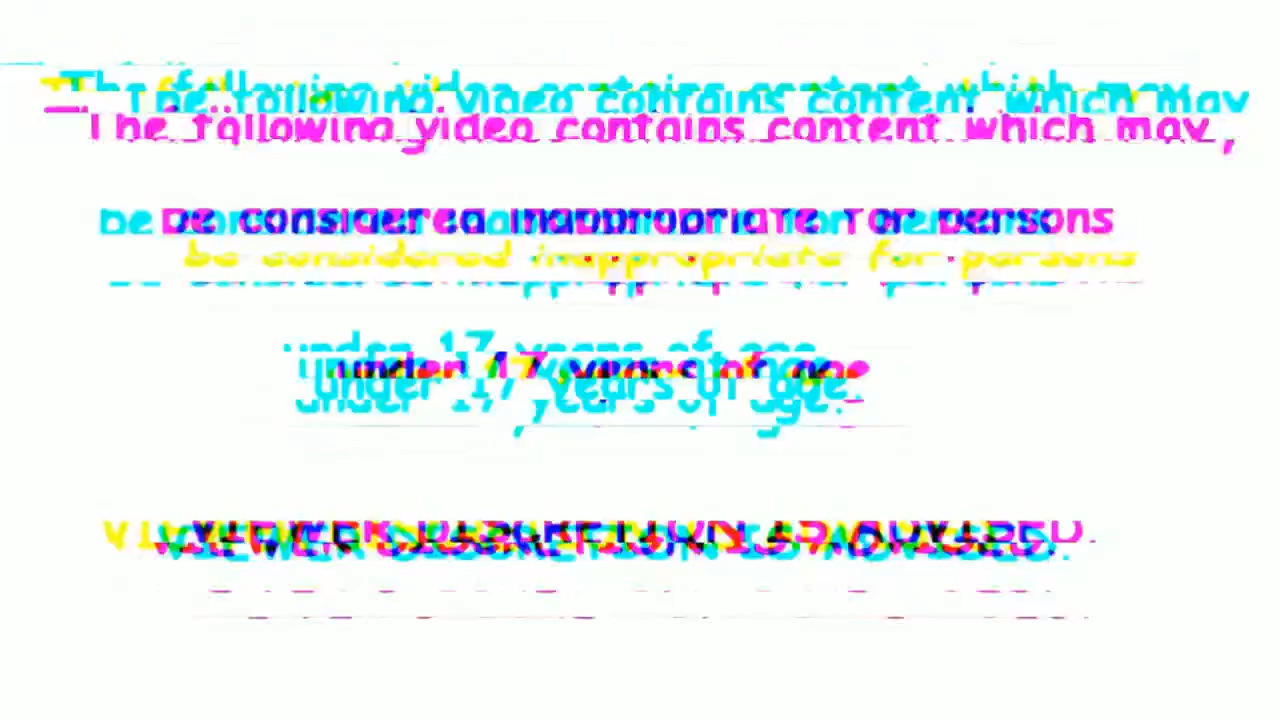 The following video contains content which may
be considered inappropriate for persons
under 17 years of age.
VIEWER DISCRETION IS ADVISED.